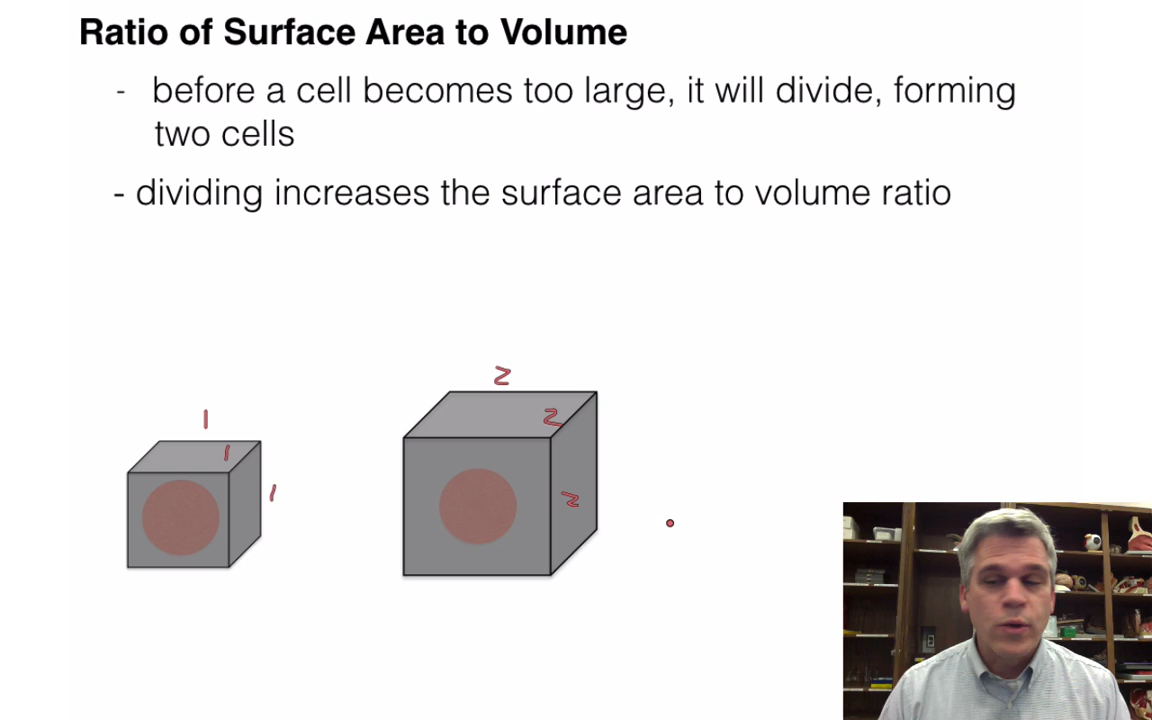 Ratio of Surface Area to Volume
- before a cell becomes too large, it will divide, forming
two cells
- dividing increases the surface area to volume ratio
2
2
1
1
1
2